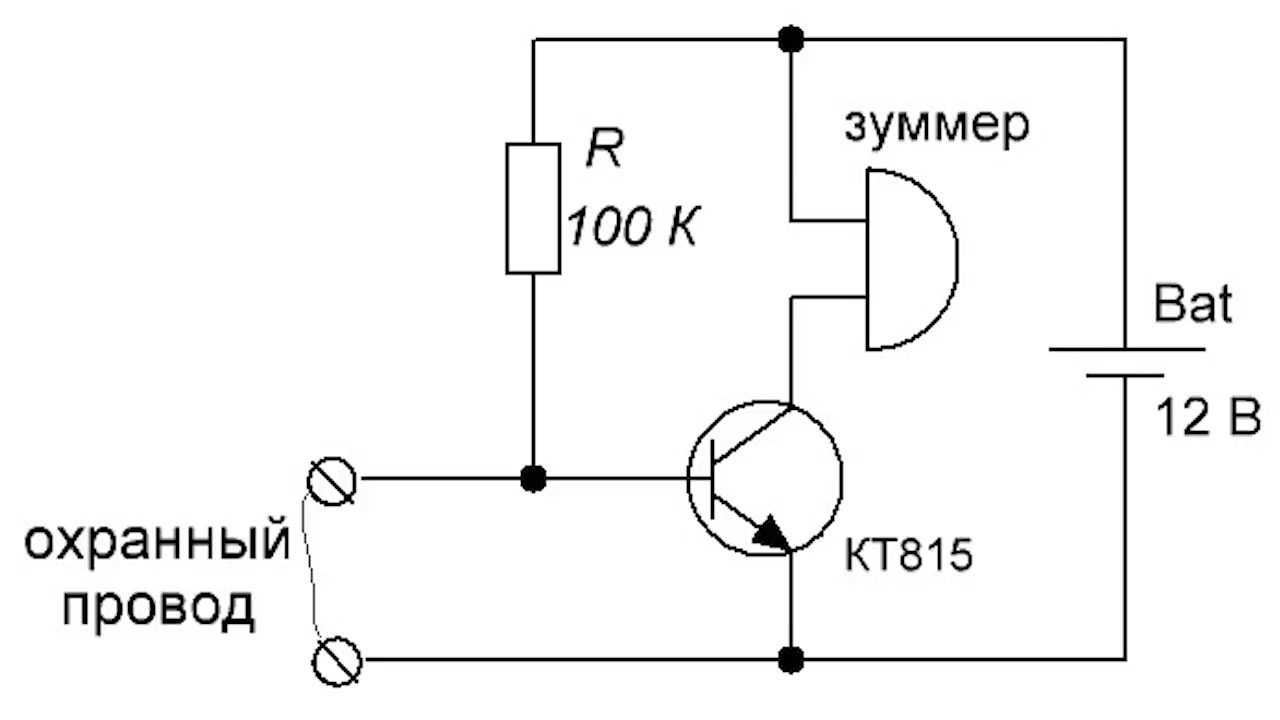 зуммер
R
100 К
Bat
12 В
охранный
провод
КТ815